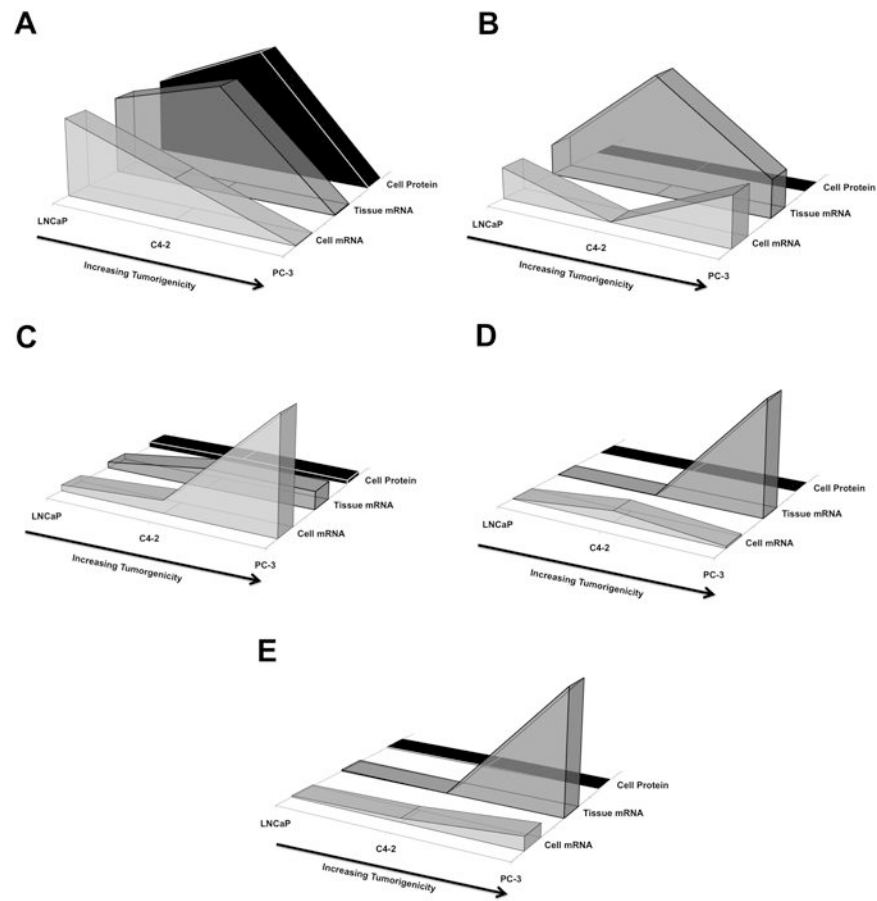 A
Cell Protein
Tissue mRNA
Cell mRNA
LNCaP
C4-2
PC-3
Increasing Tumorigenicity
B
Cell Protein
Tissue mRNA
Cell mRNA
LNCaP
C4-2
PC-3
Increasing Tumorigenicity
C
Cell Protein
Tissue mRNA
Cell mRNA
LNCaP
C4-2
PC-3
Increasing Tumorgenicity
D
Cell Protein
Tissue mRNA
Cell mRNA
LNCaP
C4-2
PC-3
Increasing Tumorigenicity
E
Cell Protein
Tissue mRNA
Cell mRNA
LNCaP
C4-2
PC-3
Increasing Tumorigenicity